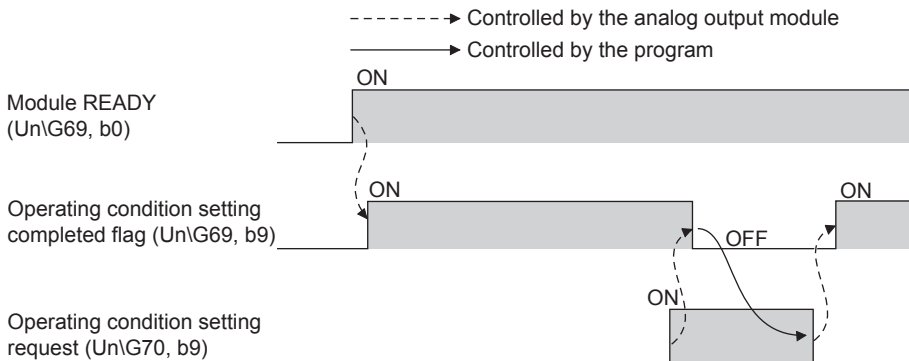 Controlled by the analog output module
Controlled by the program
ON
Module READY
(Un\G69, b0)
ON
ON
Operating condition setting
completed flag (Un\G69, b9)
OFF
ON
Operating condition setting
request (Un\G70, b9)